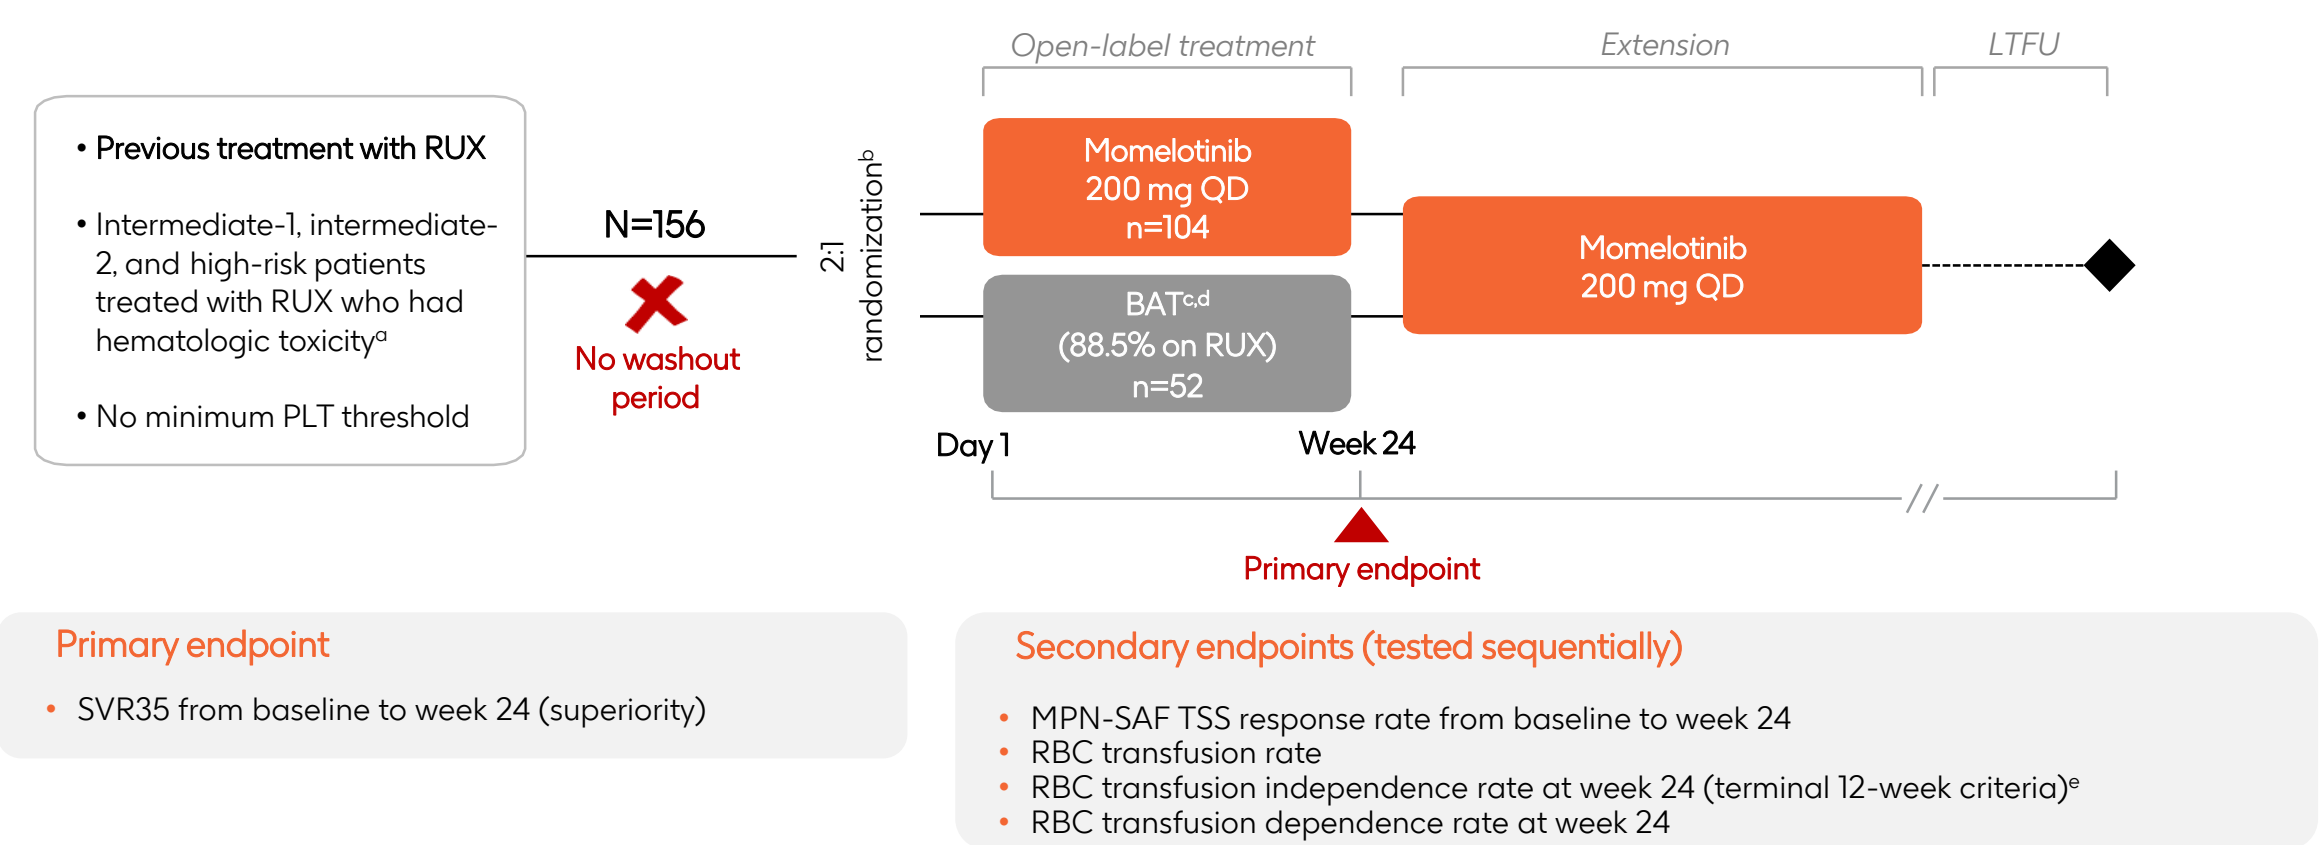 Open-label treatment
Extension
LTFU
• Previous treatment with RUX
• Intermediate-1, intermediate-
2, and high-risk patients
treated with RUX who had
hematologic toxicityᵃ
• No minimum PLT threshold
N=156
No washout
period
2:1
randomizationᵇ
Momelotinib
200 mg QD
n=104
BATᶜ,ᵈ
(88.5% on RUX)
n=52
Momelotinib
200 mg QD
Day 1
Week 24
Primary endpoint
Primary endpoint
• SVR35 from baseline to week 24 (superiority)
Secondary endpoints (tested sequentially)
• MPN-SAF TSS response rate from baseline to week 24
• RBC transfusion rate
• RBC transfusion independence rate at week 24 (terminal 12-week criteria)ᵉ
• RBC transfusion dependence rate at week 24